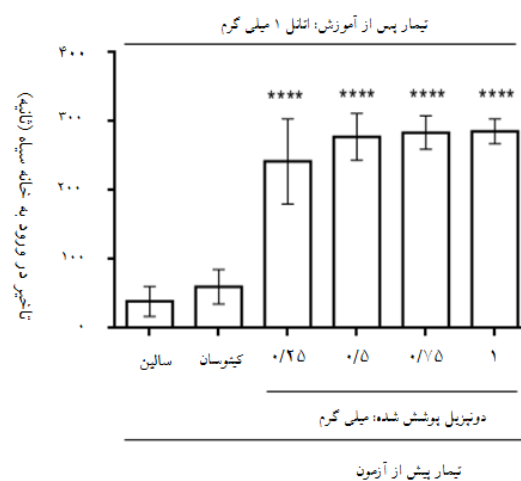 تیمار پس از آموزش: اتانل ۱ میلی گرم
۴۰۰
۳۰۰
۲۰۰
۱۰۰
۰
تاخیر در ورود به خانه سیاه (ثانیه)
**** **** **** ****
سالین کیتوسان ۰/۲۵ ۰/۵ ۰/۷۵ ۱
دونپزیل پوشش شده: میلی گرم
تیمار پیش از آزمون